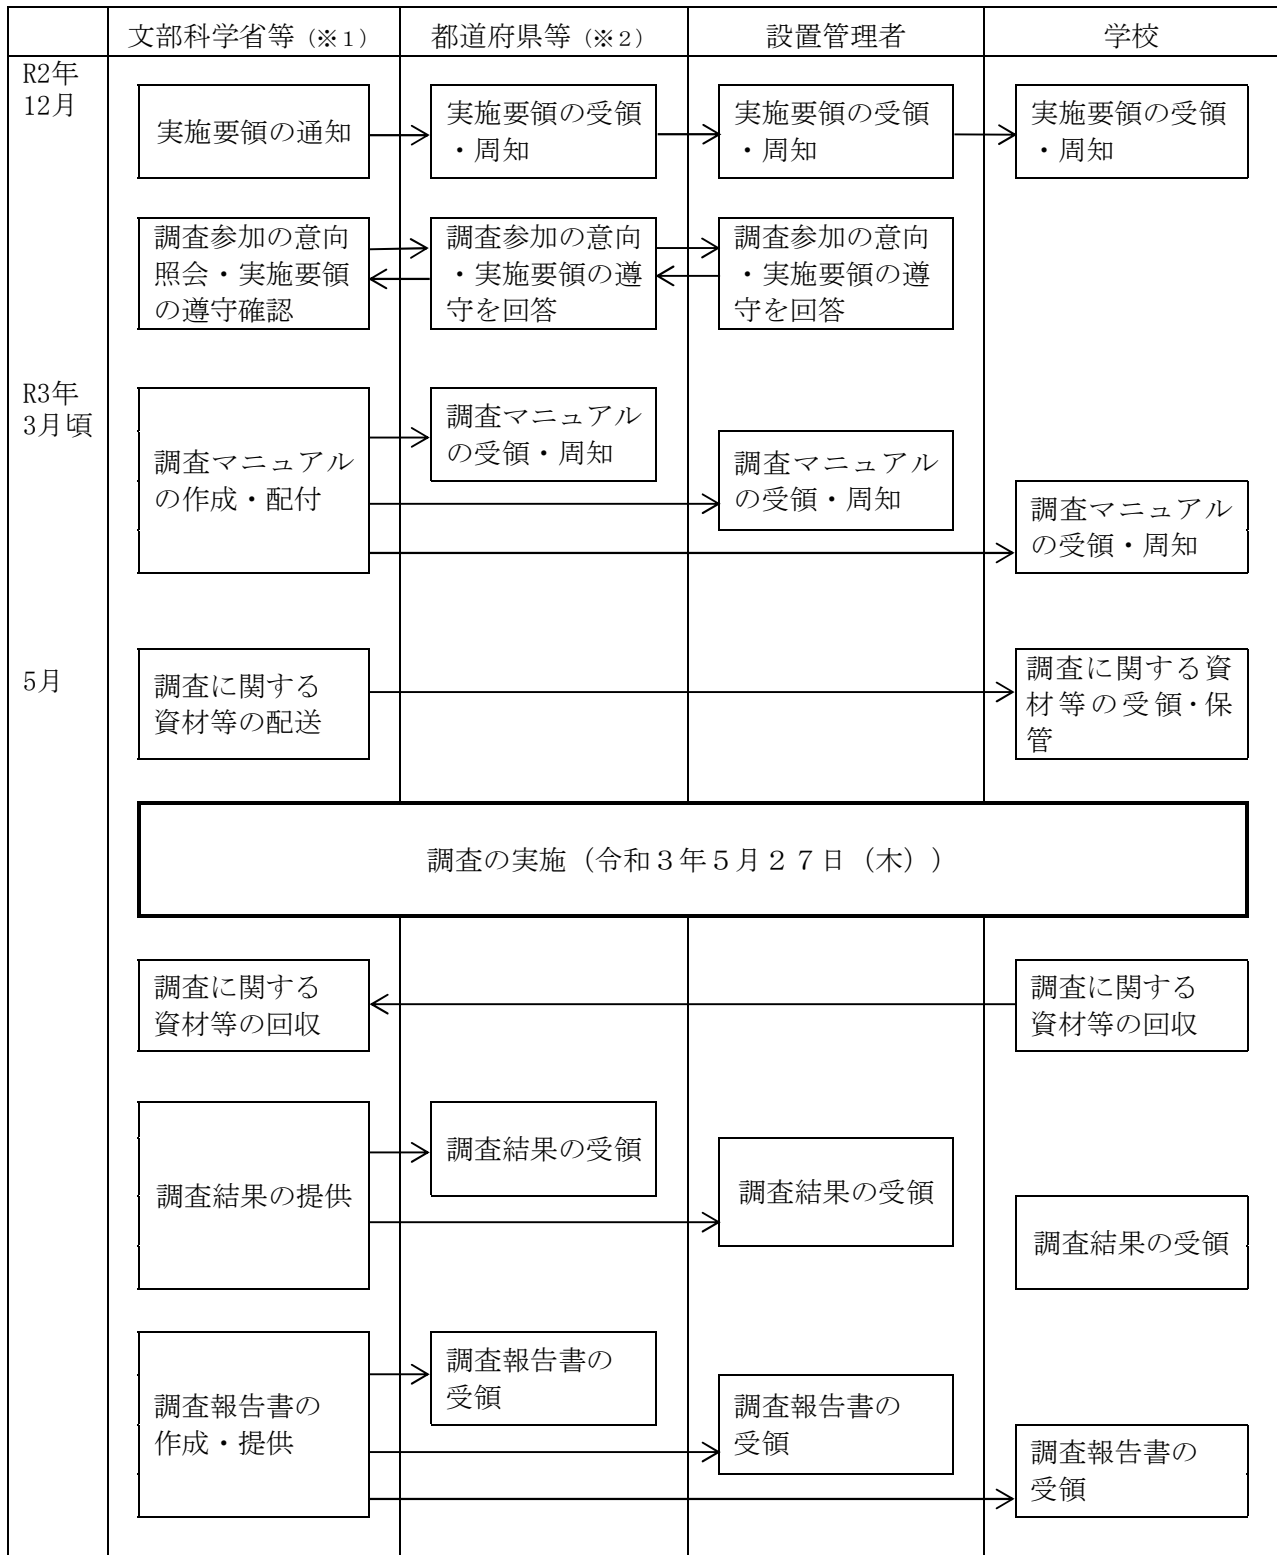 文部科学省等（※１）
都道府県等（※２）
設置管理者
学校
R2年
12月
実施要領の通知
実施要領の受領
・周知
実施要領の受領
・周知
実施要領の受領
・周知
調査参加の意向
照会・実施要領
の遵守確認
調査参加の意向
・実施要領の遵
守を回答
調査参加の意向
・実施要領の遵
守を回答
R3年
3月頃
調査マニュアル
の作成・配付
調査マニュアル
の受領・周知
調査マニュアル
の受領・周知
調査マニュアル
の受領・周知
5月
調査に関する
資材等の配送
調査に関する資
材等の受領・保
管
調査の実施（令和３年５月２７日（木））
調査に関する
資材等の回収
調査に関する
資材等の回収
調査結果の提供
調査結果の受領
調査結果の受領
調査結果の受領
調査報告書の
作成・提供
調査報告書の
受領
調査報告書の
受領
調査報告書の
受領